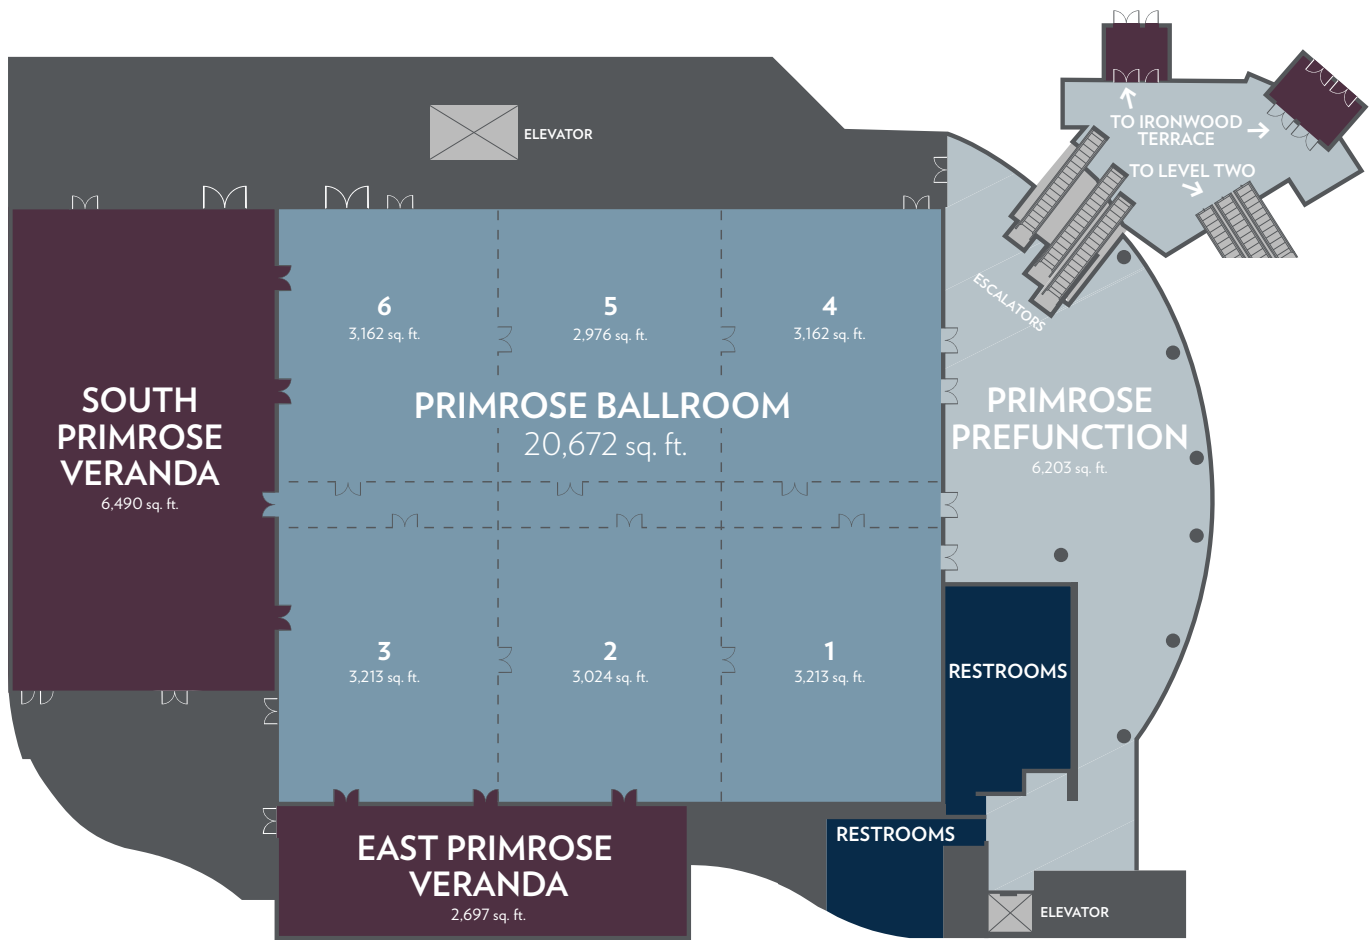 TO IRONWOOD
TERRACE
TO LEVEL TWO
ELEVATOR
ESCALATORS
6
3,162 sq. ft.
5
2,976 sq. ft.
4
3,162 sq. ft.
SOUTH
PRIMROSE
VERANDA
6,490 sq. ft.
PRIMROSE BALLROOM
20,672 sq. ft.
PRIMROSE
PREFUNCTION
6,203 sq. ft.
3
3,213 sq. ft.
2
3,024 sq. ft.
1
3,213 sq. ft.
RESTROOMS
RESTROOMS
EAST PRIMROSE
VERANDA
2,697 sq. ft.
ELEVATOR